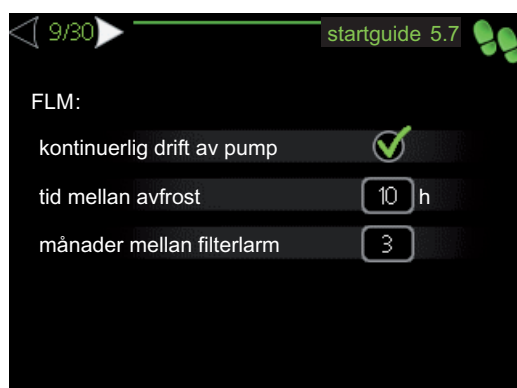 9/30
startguide 5.7
FLM:
kontinuerlig drift av pump
tid mellan avfrost 10 h
månader mellan filterlarm 3